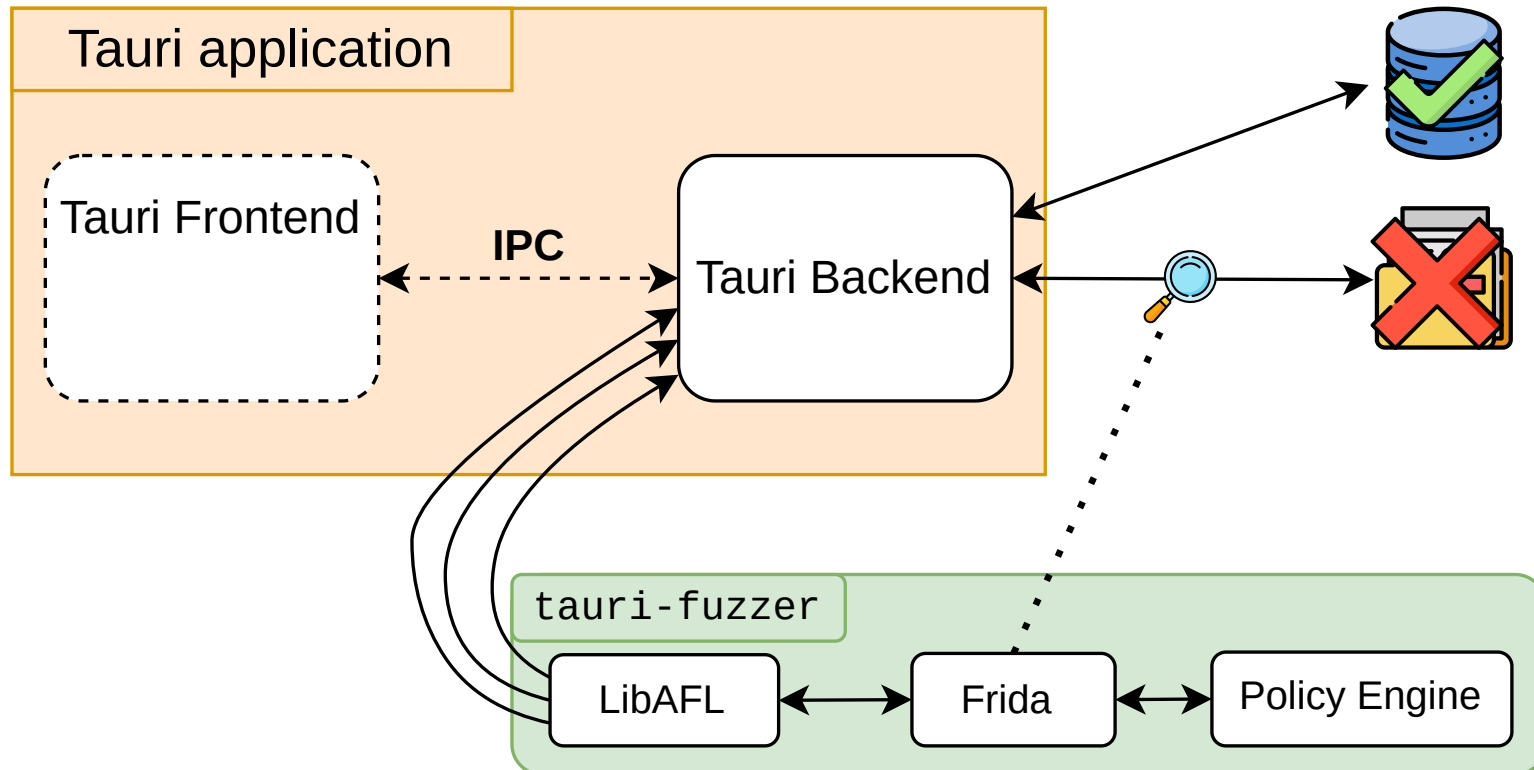 Tauri application
Tauri Frontend
IPC
Tauri Backend
tauri-fuzzer
LibAFL
Frida
Policy Engine